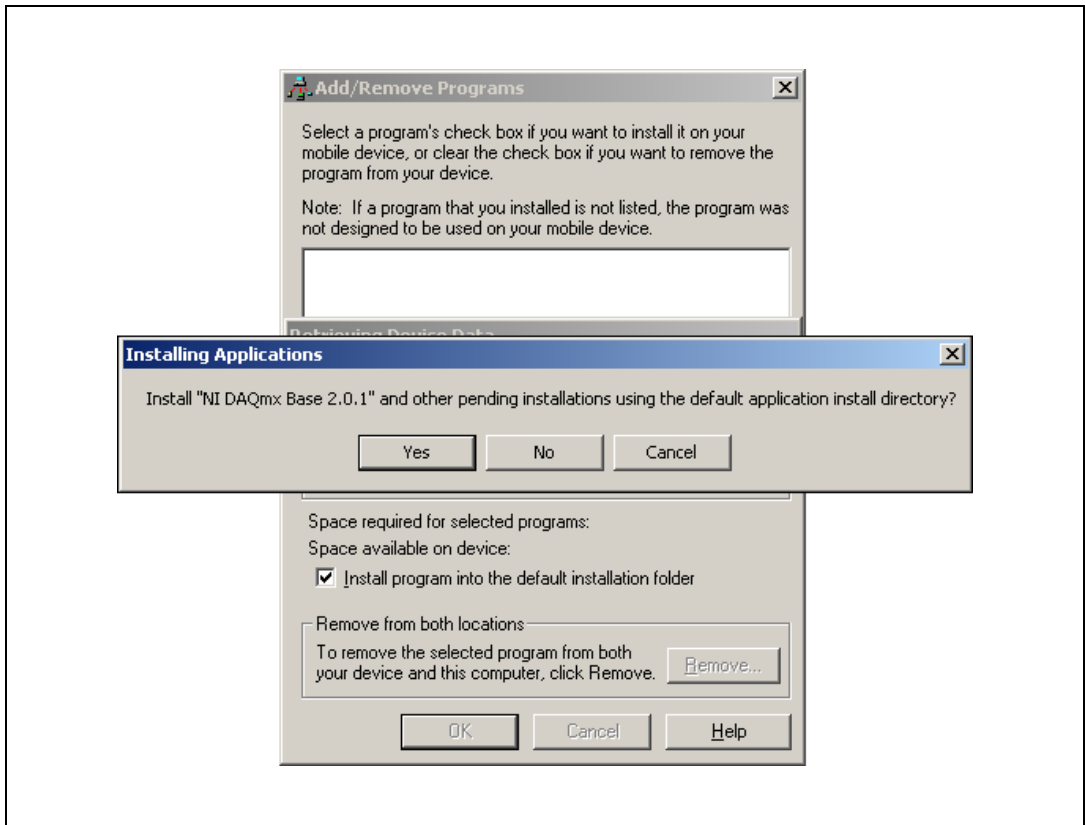 Add/Remove Programs
Select a program's check box if you want to install it on your
mobile device, or clear the check box if you want to remove the
program from your device.
Note: If a program that you installed is not listed, the program was
not designed to be used on your mobile device.
Retrieving Device Data
Installing Applications
Install "NI DAQmx Base 2.0.1" and other pending installations using the default application install directory?
Yes No Cancel
Space required for selected programs:
Space available on device:
Install program into the default installation folder
Remove from both locations
To remove the selected program from both
your device and this computer, click Remove.
Remove...
OK Cancel Help